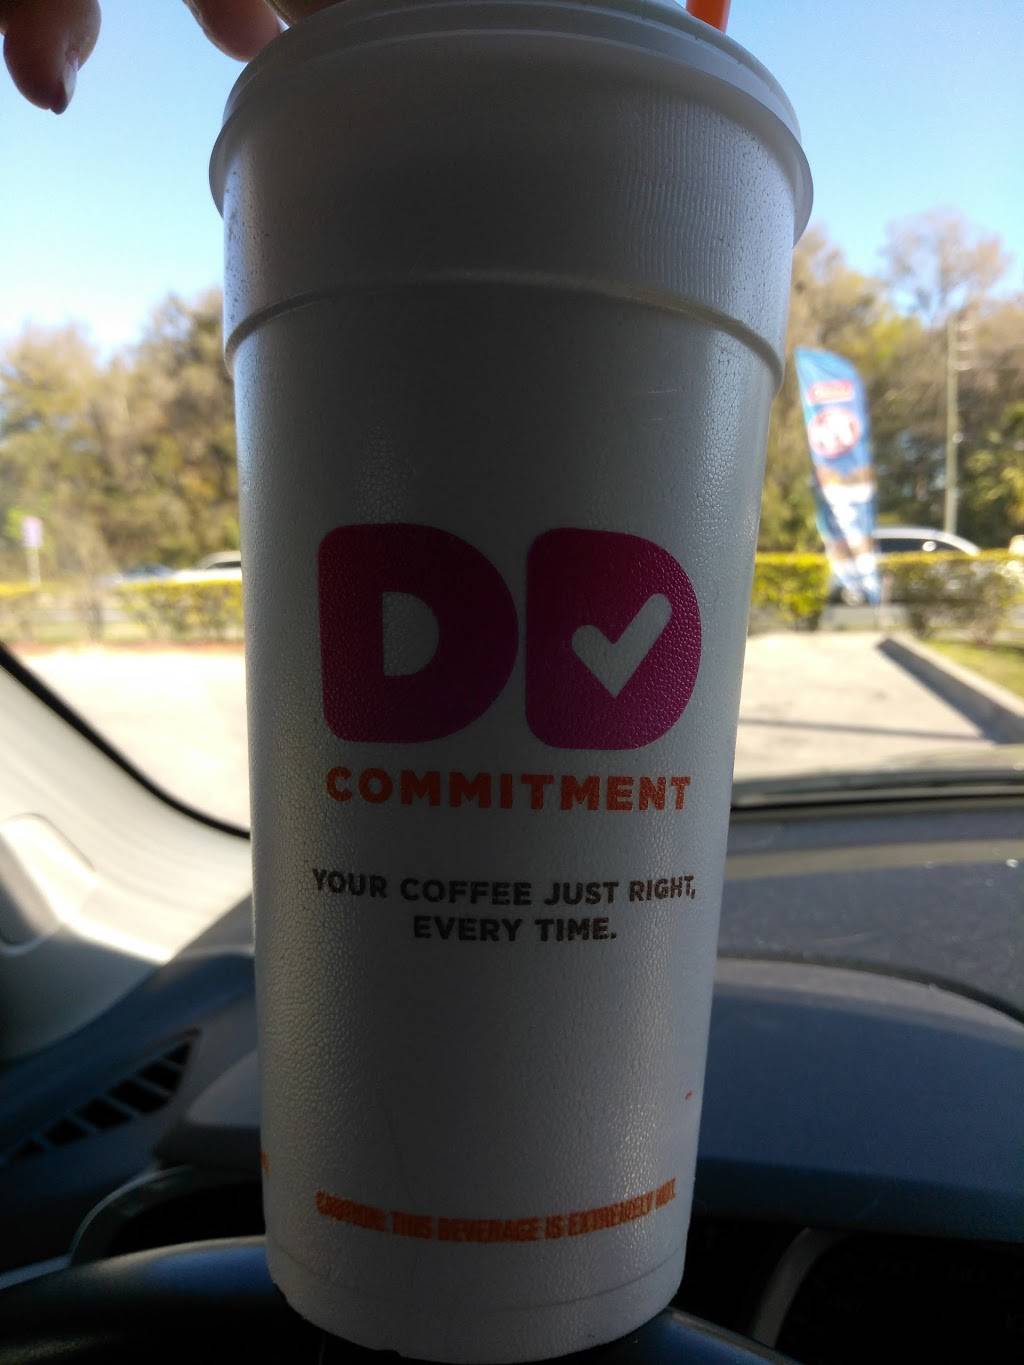 DD
COMMITMENT
YOUR COFFEE JUST RIGHT,
EVERY TIME.
CAUTION: THIS BEVERAGE IS EXTREMELY HOT.